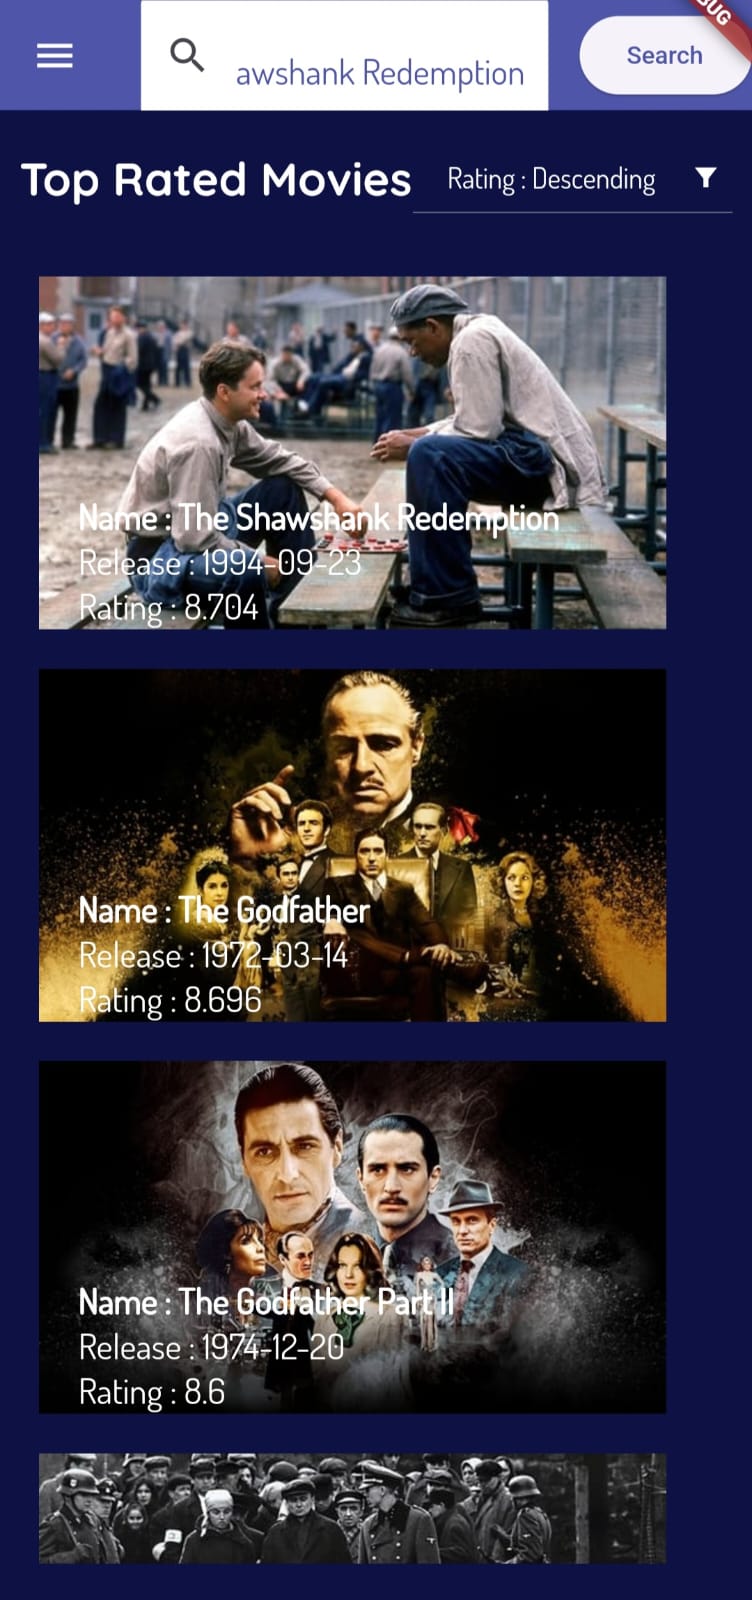 awshank Redemption
Search
Top Rated Movies
Rating : Descending
Name : The Shawshank Redemption
Release : 1994-09-23
Rating : 8.704
Name : The Godfather
Release : 1972-03-14
Rating : 8.696
Name : The Godfather Part II
Release : 1974-12-20
Rating : 8.6